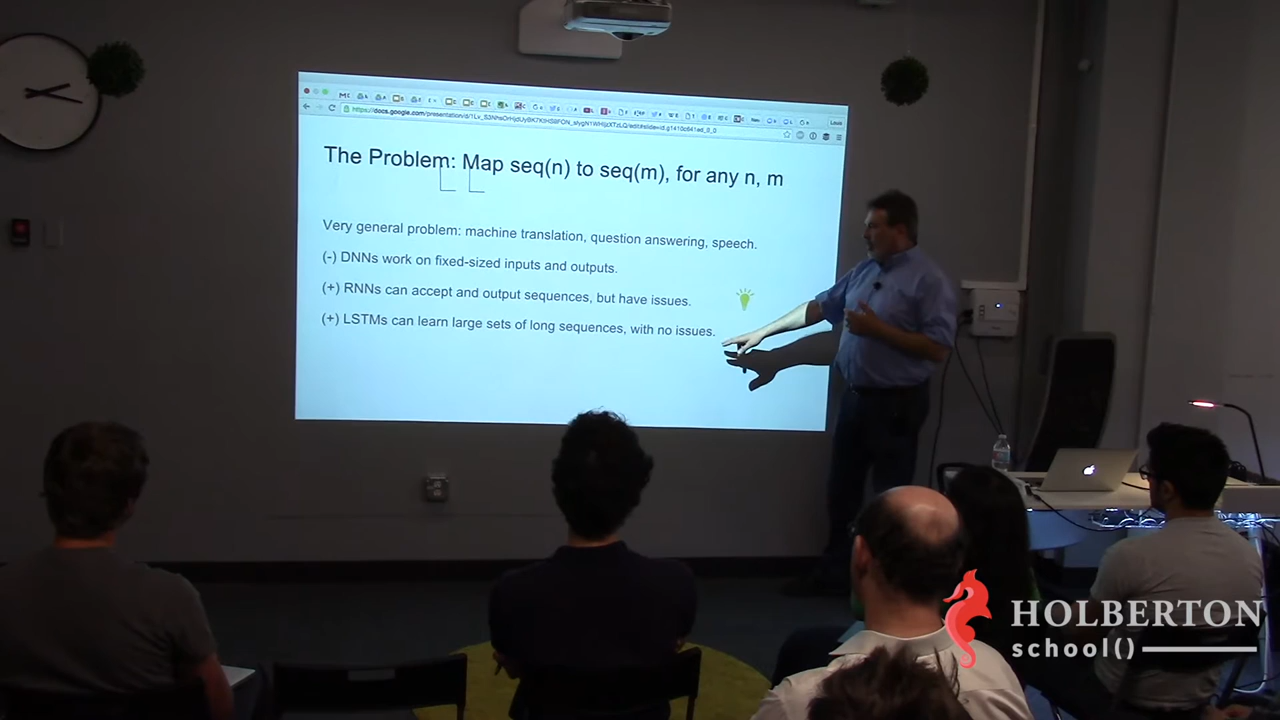 The Problem: Map seq(n) to seq(m), for any n, m
Very general problem: machine translation, question answering, speech.
(-) DNNs work on fixed-sized inputs and outputs.
(+) RNNs can accept and output sequences, but have issues.
(+) LSTMs can learn large sets of long sequences, with no issues.
HOLBERTON
school()